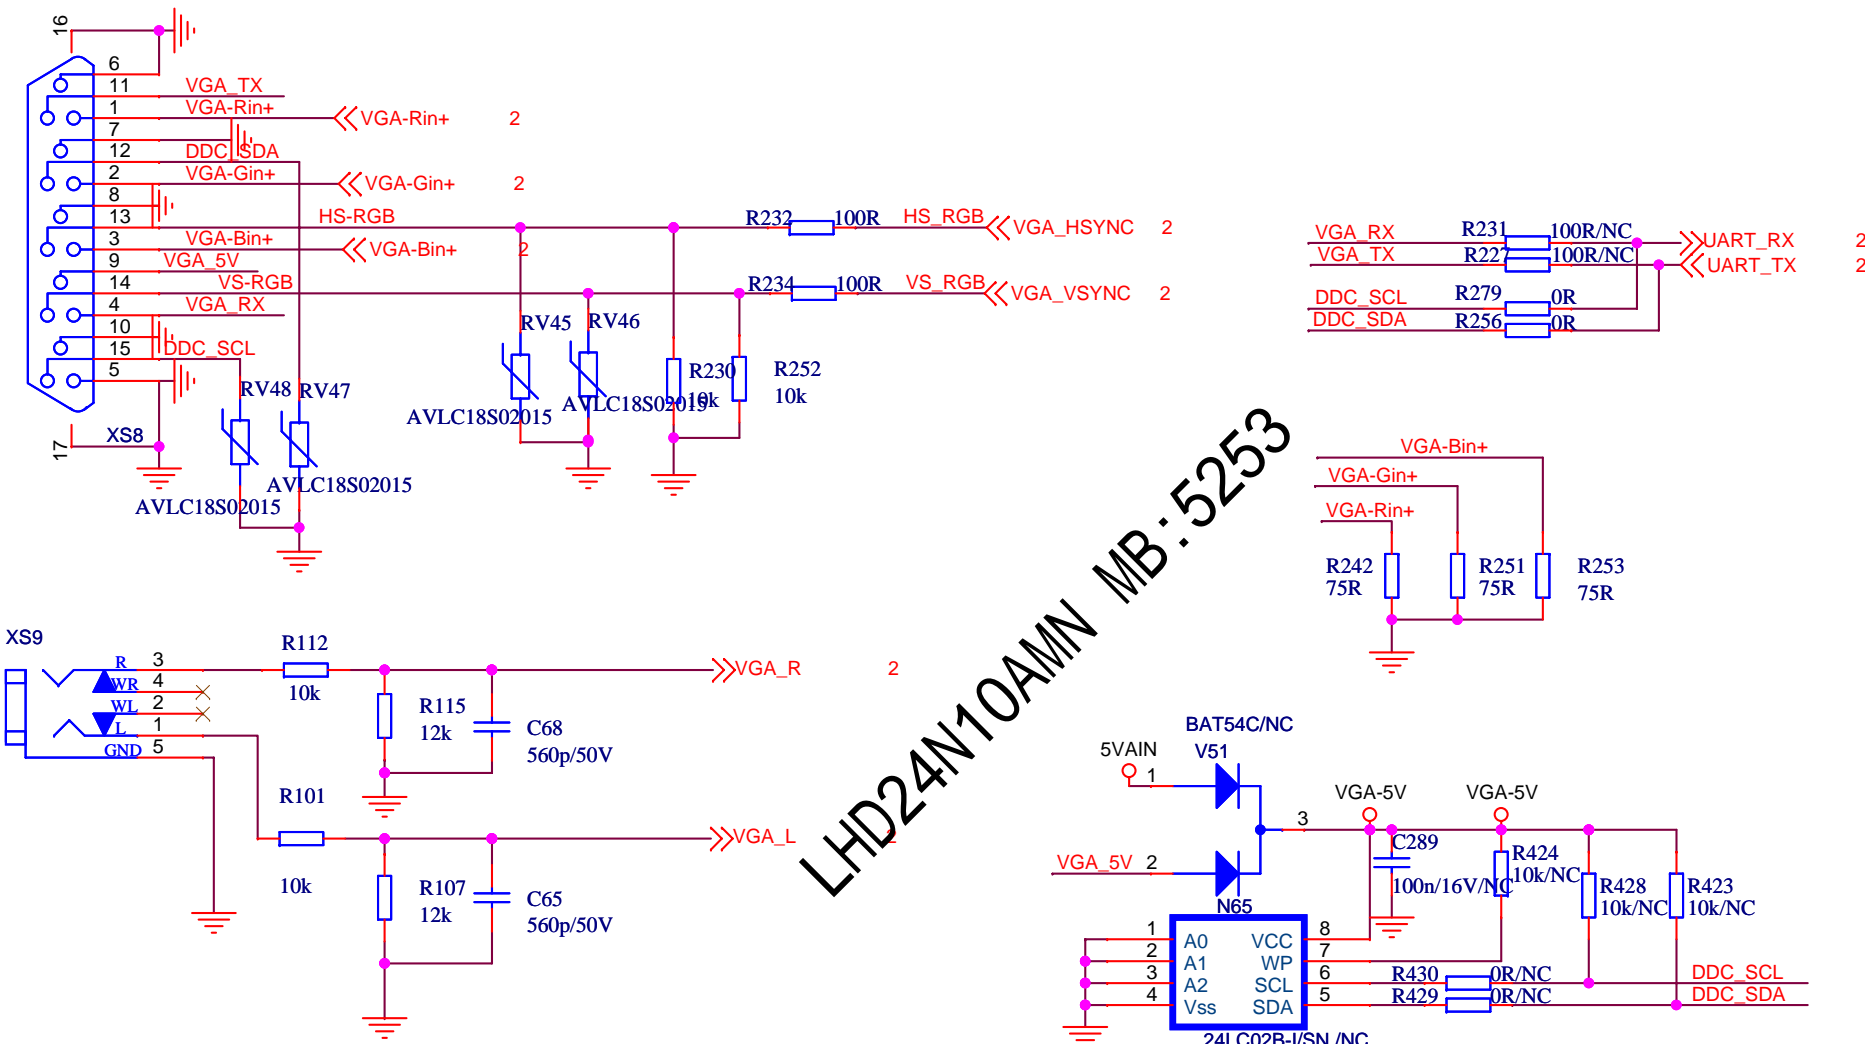 16
6
11 VGA_TX
1 VGA-Rin+ VGA-Rin+ 2
7
12 DDC_SDA
2 VGA-Gin+ VGA-Gin+ 2
8
13 HS-RGB R232 100R HS_RGB VGA_HSYNC 2
3 VGA-Bin+ VGA-Bin+ 2
9 VGA_5V
14 VS-RGB R234 100R VS_RGB VGA_VSYNC 2
4 VGA_RX
10
15 DDC_SCL
5
17
XS8
RV48 RV47
AVLC18S02015
AVLC18S02015
RV45 RV46
AVLC18S02015 AVLC18S02015
R230 R252
10k 10k
VGA_RX R231 100R/NC UART_RX 2
VGA_TX R227 100R/NC UART_TX 2
DDC_SCL R279 0R
DDC_SDA R256 0R
VGA-Bin+
VGA-Gin+
VGA-Rin+
R242 R251 R253
75R 75R 75R
LHD24N10AMN MB:5253
XS9
R 3
WR 4
WL 2
L 1
GND 5
R112
10k
VGA_R 2
R115
12k
C68
560p/50V
R101
10k
VGA_L 2
R107
12k
C65
560p/50V
BAT54C/NC
V51
5VAIN 1
VGA_5V 2
3
VGA-5V VGA-5V
C289
100n/16V/NC
R424
10k/NC
R428
10k/NC
R423
10k/NC
N65
1 A0 VCC 8
2 A1 WP 7
3 A2 SCL 6 R430 0R/NC DDC_SCL
4 Vss SDA 5 R429 0R/NC DDC_SDA
24LC02B-I/SN /NC